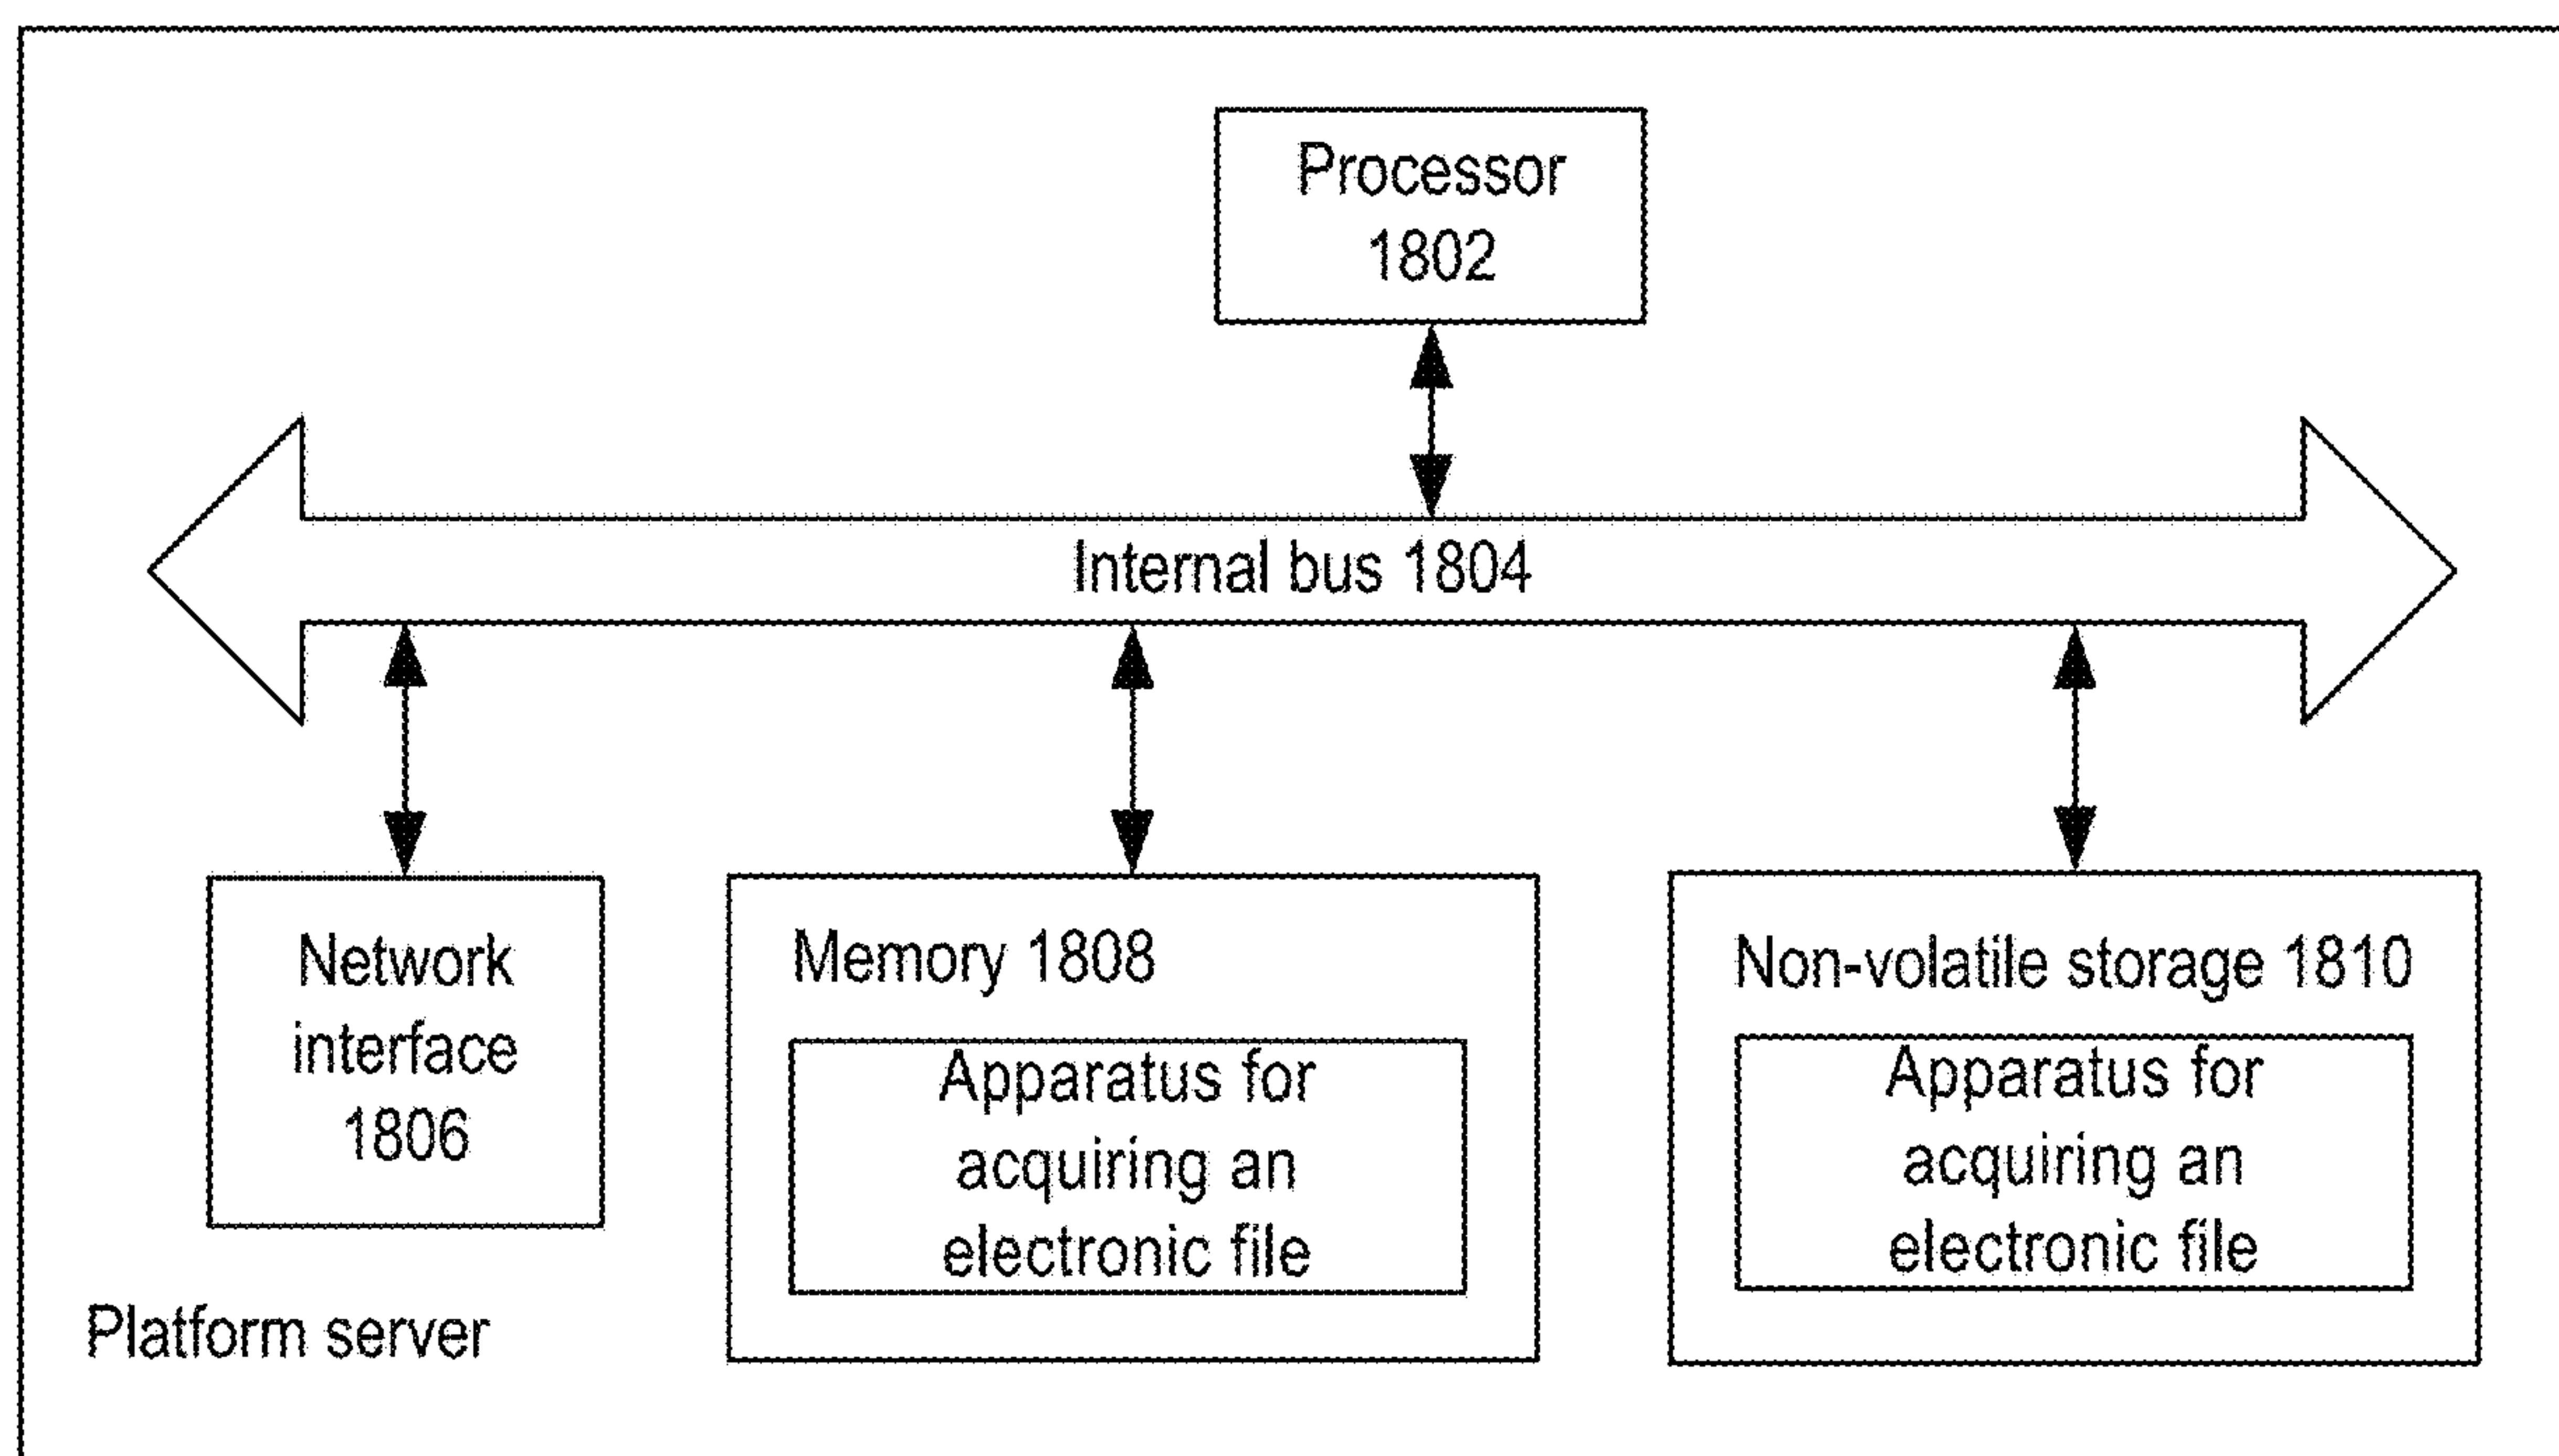 Processor
1802
Internal bus 1804
Network
interface
1806
Memory 1808
Apparatus for
acquiring an
electronic file
Non-volatile storage 1810
Apparatus for
acquiring an
electronic file
Platform server